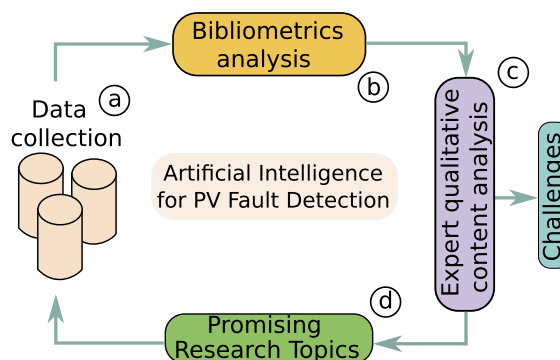 Bibliometrics
analysis
b
c
a
Data
collection
Artificial Intelligence
for PV Fault Detection
Expert qualitative
content analysis
Challenges
d
Promising
Research Topics